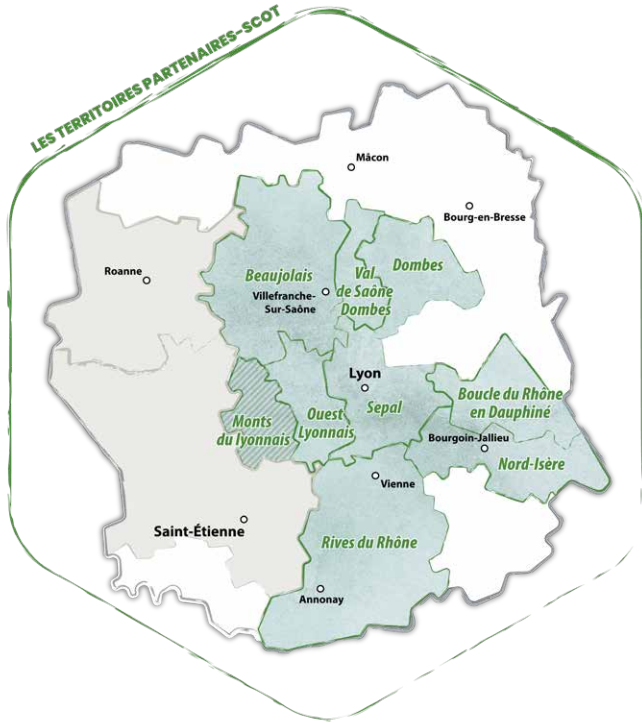 LES TERRITOIRES PARTENAIRES-SCOT
Mâcon
Bourg-en-Bresse
Roanne
Beaujolais
Villefranche-
Sur-Saône
Val
de Saône
Dombes
Dombes
Lyon
Sepal
Boucle du Rhône
en Dauphiné
Monts
du lyonnais
Ouest
Lyonnais
Bourgoin-Jallieu
Nord-Isère
Vienne
Saint-Étienne
Rives du Rhône
Annonay